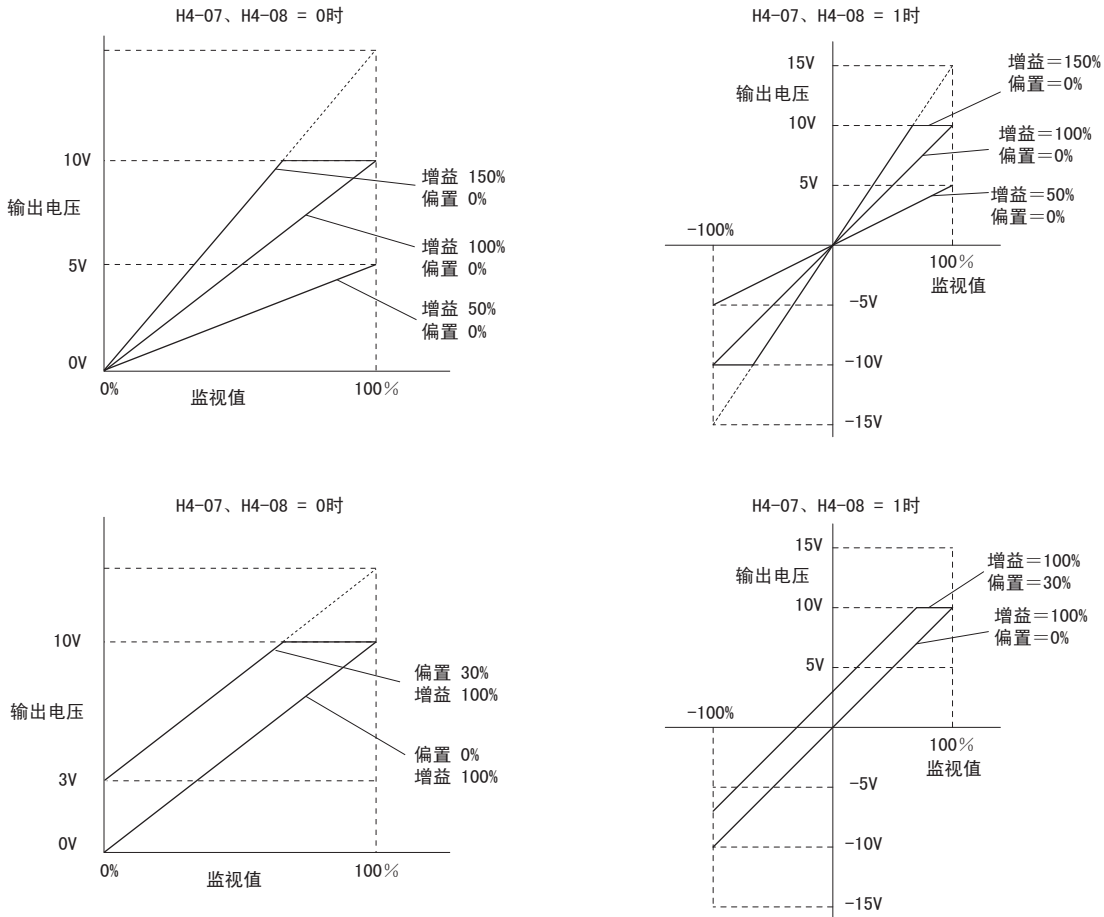 H4-07、H4-08 = 0时
10V
输出电压
5V
0V
0%
100%
监视值
增益 150%
偏置 0%
增益 100%
偏置 0%
增益 50%
偏置 0%
H4-07、H4-08 = 1时
15V
输出电压
10V
5V
-100%
100%
监视值
-5V
-10V
-15V
增益=150%
偏置=0%
增益=100%
偏置=0%
增益=50%
偏置=0%
H4-07、H4-08 = 0时
10V
输出电压
3V
0V
0%
100%
监视值
偏置 30%
增益 100%
偏置 0%
增益 100%
H4-07、H4-08 = 1时
15V
输出电压
10V
5V
-100%
100%
监视值
-5V
-10V
-15V
增益=100%
偏置=30%
增益=100%
偏置=0%